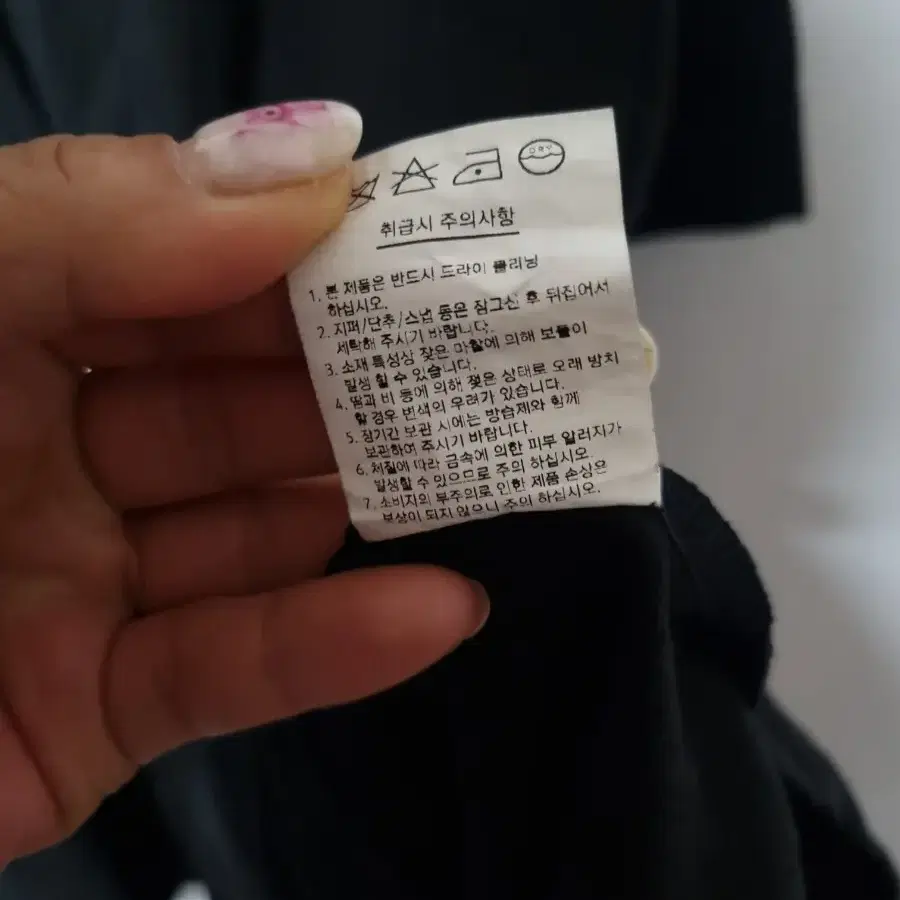 DRY
취급시 주의사항
1. 본 제품은 반드시 드라이 클리닝
하십시오.
2. 지퍼/단추/스냅 등은 잠그신 후 뒤집어서
세탁해 주시기 바랍니다.
3. 소재 특성상 잦은 마찰에 의해 보풀이
발생 할 수 있습니다.
4. 땀과 비 등에 의해 젖은 상태로 오래 방치
할 경우 변색의 우려가 있습니다.
5. 장기간 보관 시에는 방습제와 함께
보관하여 주시기 바랍니다.
6. 체질에 따라 금속에 의한 피부 알러지가
발생할 수 있으므로 주의 하십시오.
7. 소비자의 부주의로 인한 제품 손상은
보상이 되지 않으니 주의 하십시오.